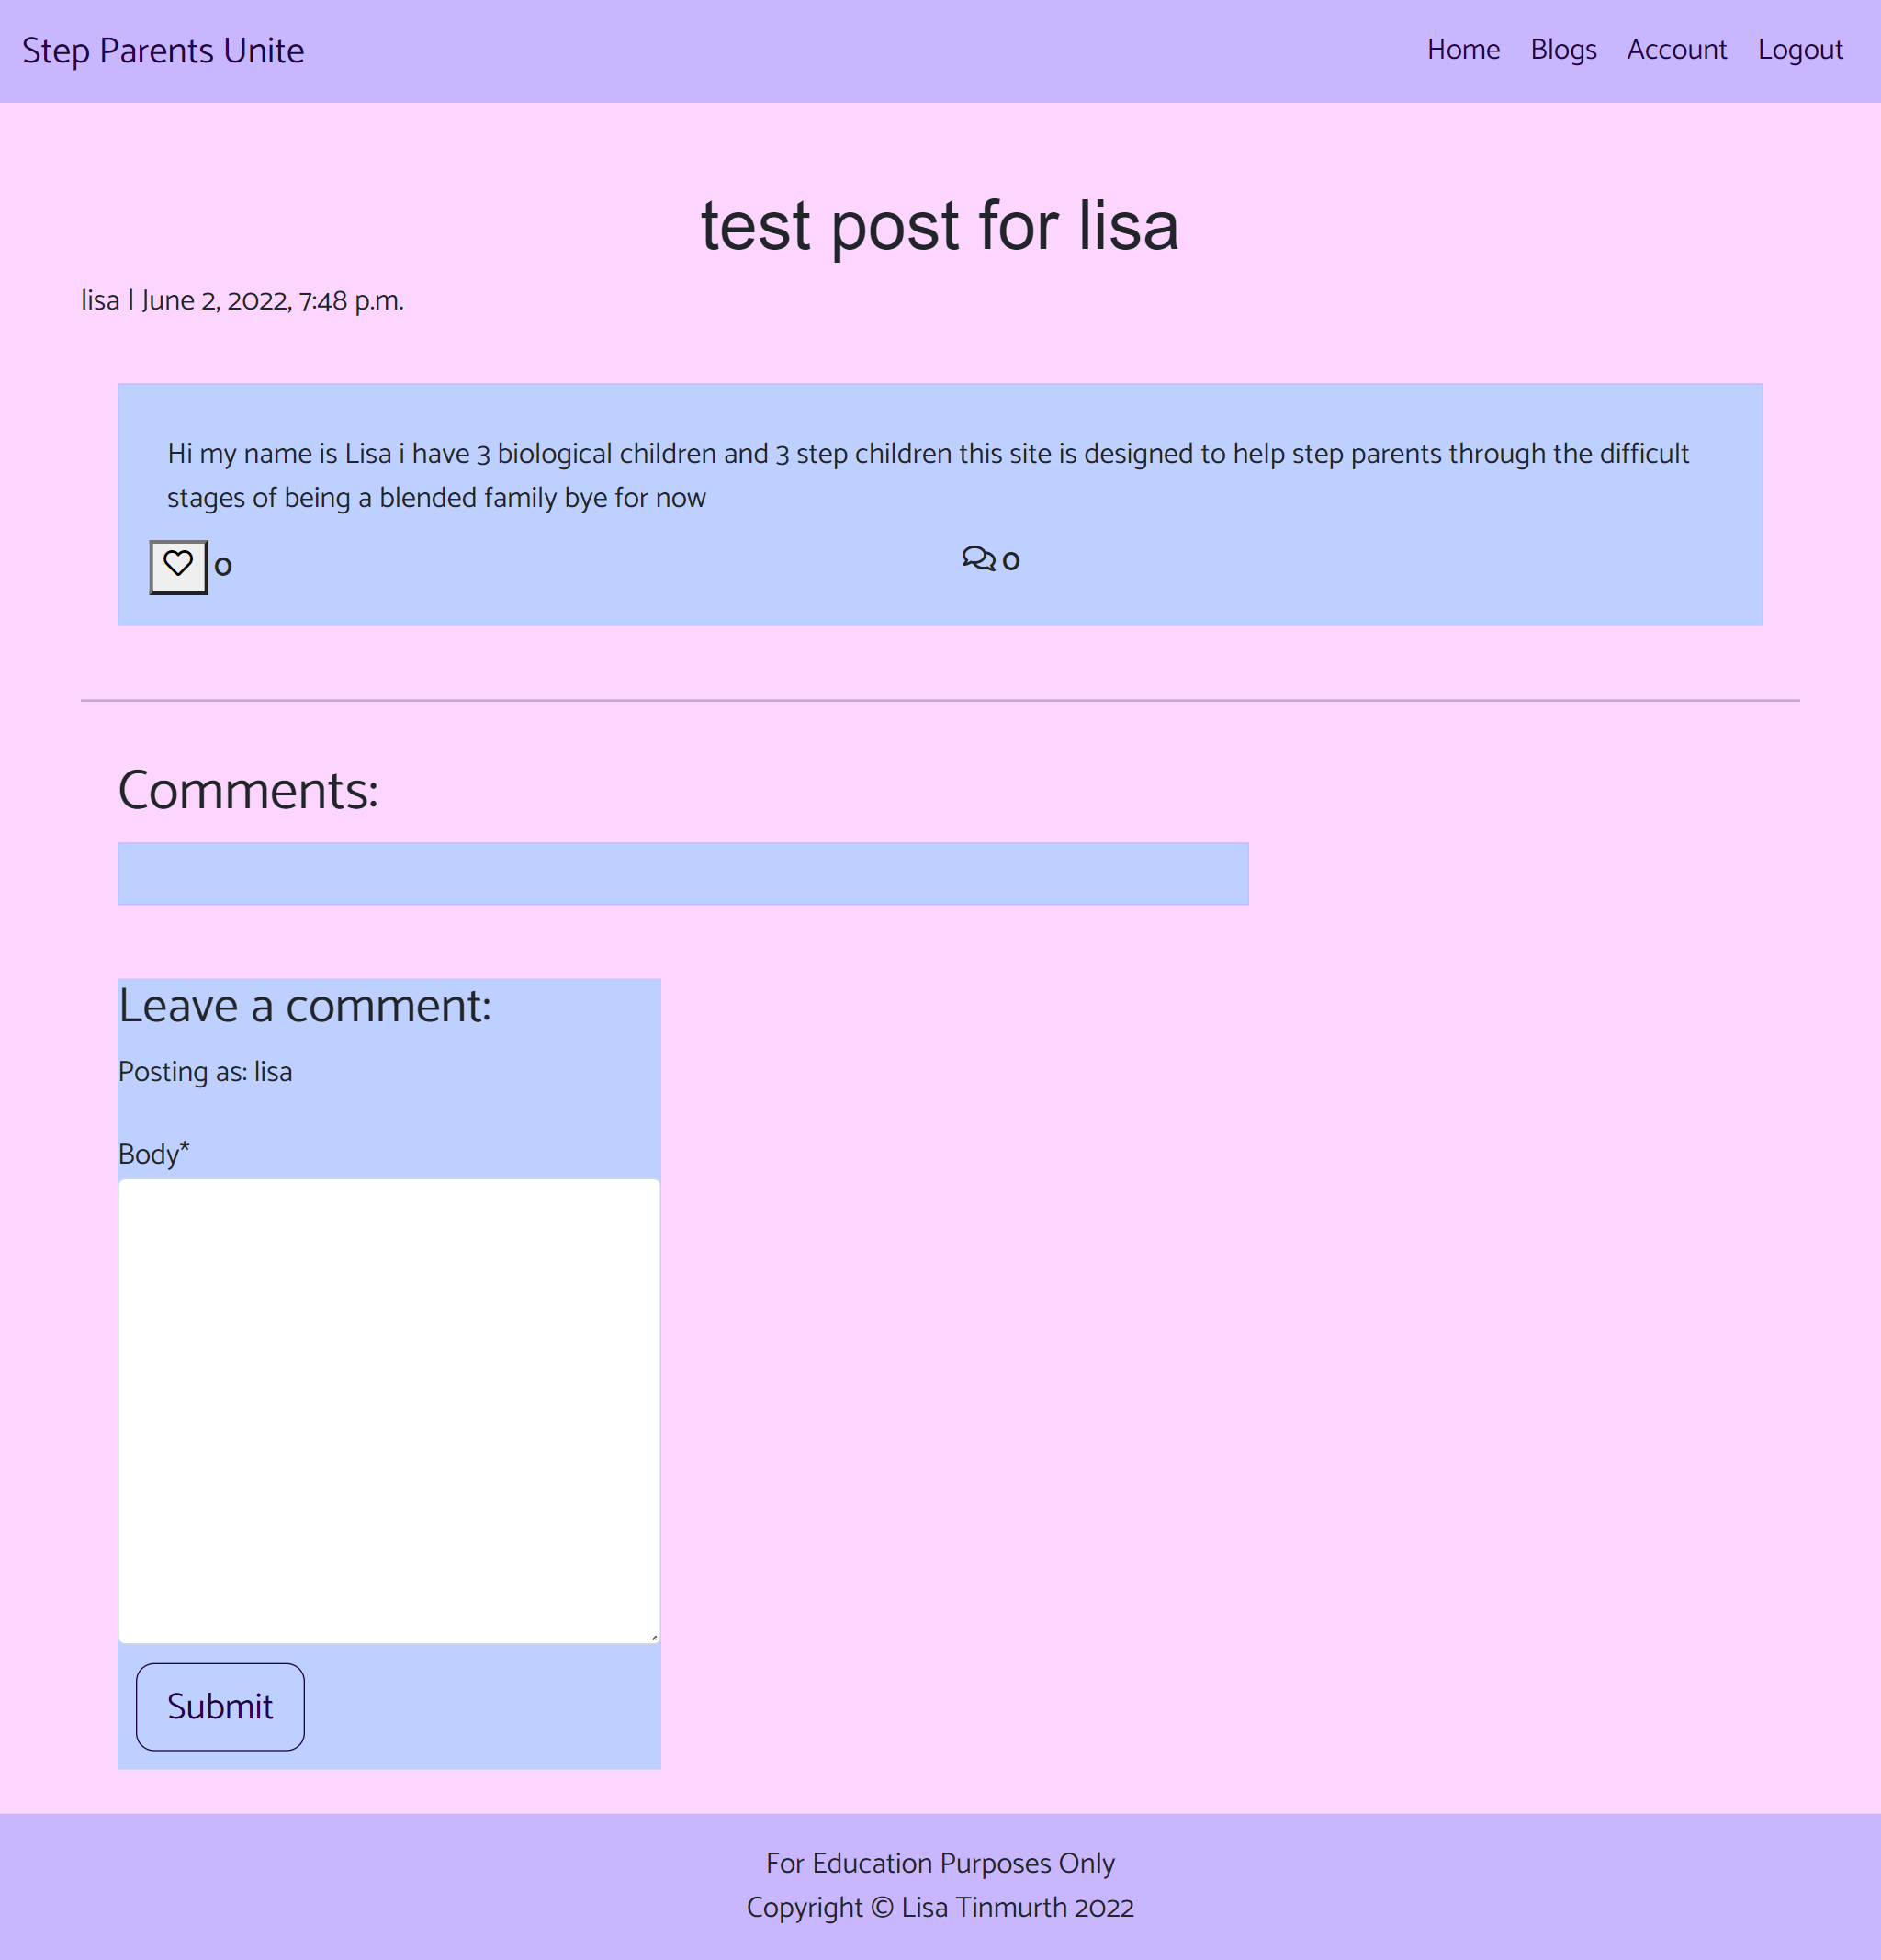 Step Parents Unite
Home Blogs Account Logout
test post for lisa
lisa | June 2, 2022, 7:48 p.m.
Hi my name is Lisa i have 3 biological children and 3 step children this site is designed to help step parents through the difficult
stages of being a blended family bye for now
0 0
Comments:
Leave a comment:
Posting as: lisa
Body*
Submit
For Education Purposes Only
Copyright © Lisa Tinmurth 2022